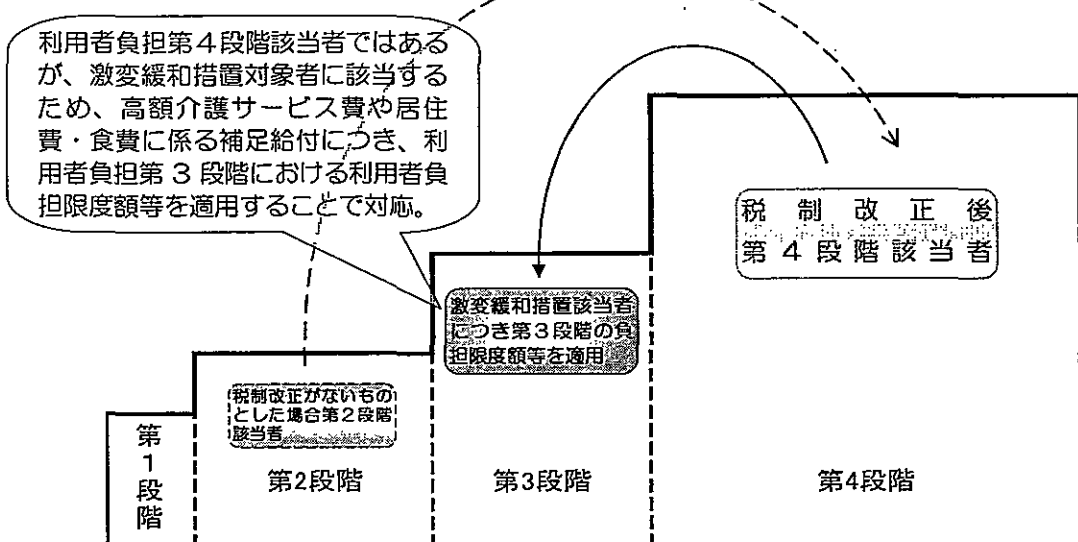 利用者負担第4段階該当者ではある
が、激変緩和措置対象者に該当する
ため、高額介護サービス費や居住
費・食費に係る補足給付につき、利
用者負担第3段階における利用者負
担限度額等を適用することで対応。
税制改正後
第4段階該当者
激変緩和措置該当者
につき第3段階の負
担限度額等を適用
税制改正がないもの
とした場合第2段階
該当者
第1段階
第2段階
第3段階
第4段階